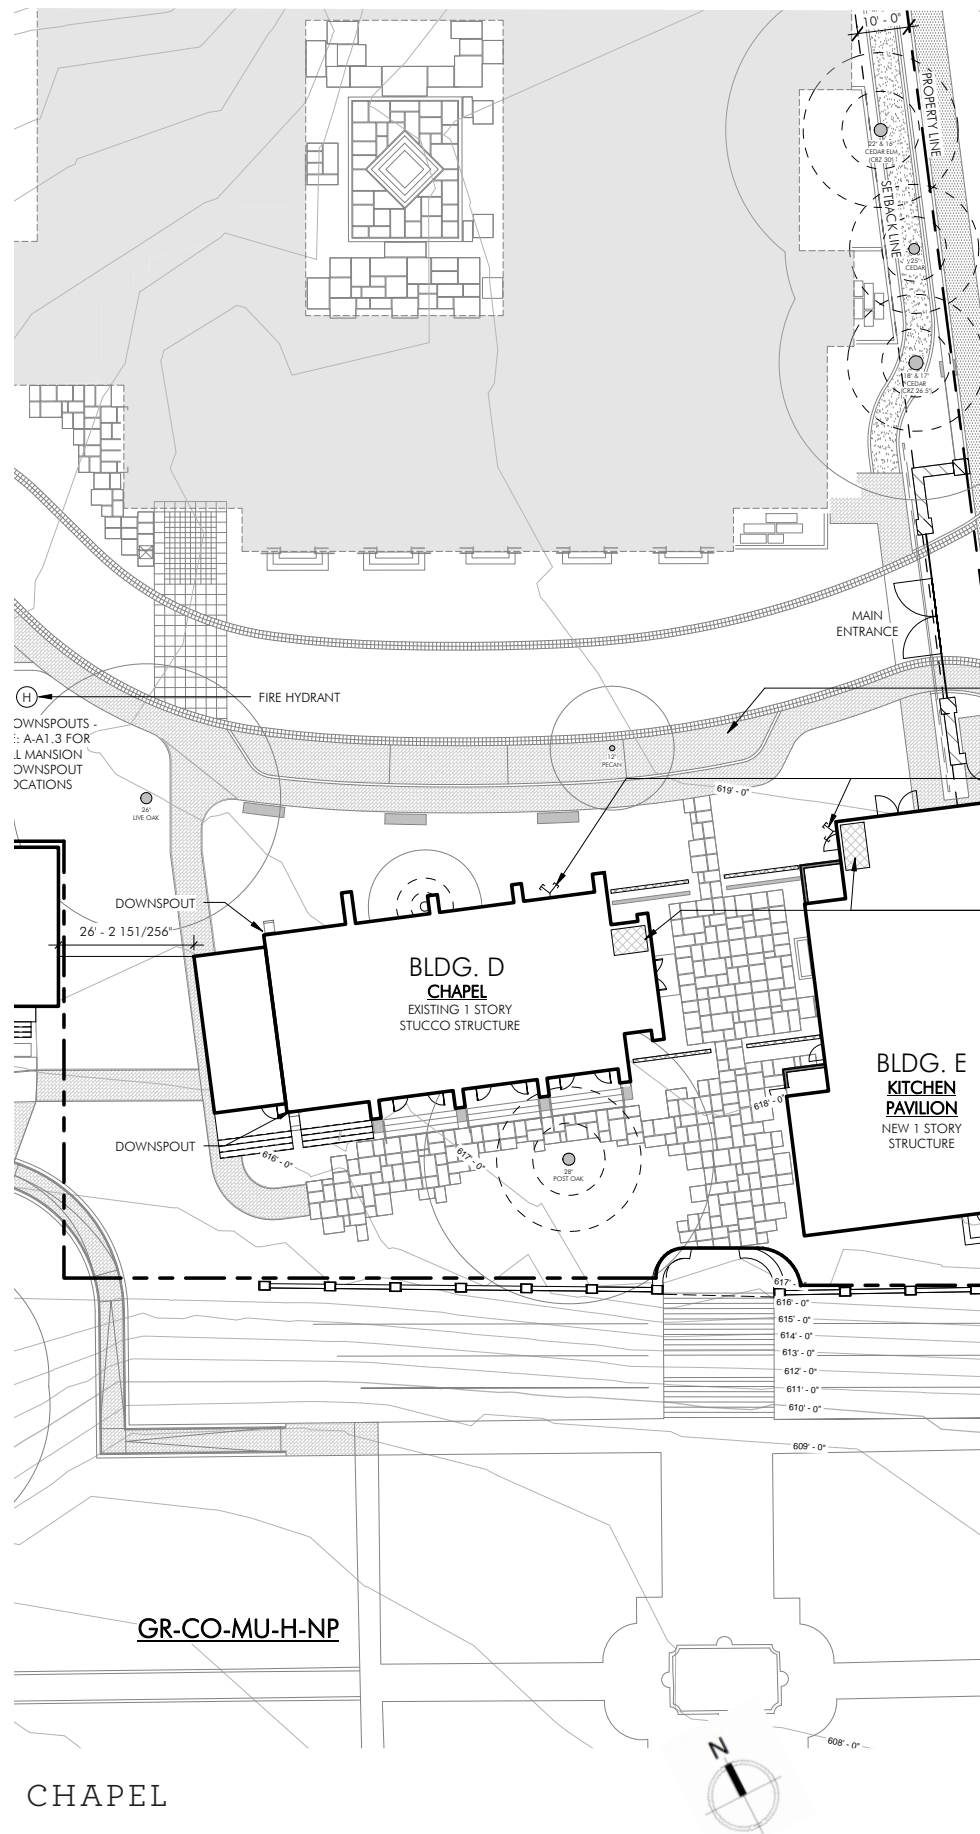 10' - 0"
PROPERTY LINE
22" & 16"
CEDAR ELM
(CRZ 30)
SETBACK LINE
25"
CEDAR
18" & 17"
CEDAR
(CRZ 26.5')
MAIN
ENTRANCE
H
FIRE HYDRANT
OWNSPOUTS -
E: A-A1.3 FOR
L MANSION
OWNSPOUT
OCATIONS
12"
PECAN
619' - 0"
26"
LIVE OAK
DOWNSPOUT
26' - 2 151/256"
BLDG. D
CHAPEL
EXISTING 1 STORY
STUCCO STRUCTURE
BLDG. E
KITCHEN
PAVILION
NEW 1 STORY
STRUCTURE
618' - 0"
DOWNSPOUT
616' - 0"
617' - 0"
28"
POST OAK
617' -
616' - 0"
615' - 0"
614' - 0"
613' - 0"
612' - 0"
611' - 0"
610' - 0"
609' - 0"
GR-CO-MU-H-NP
608' - 0"
N
CHAPEL